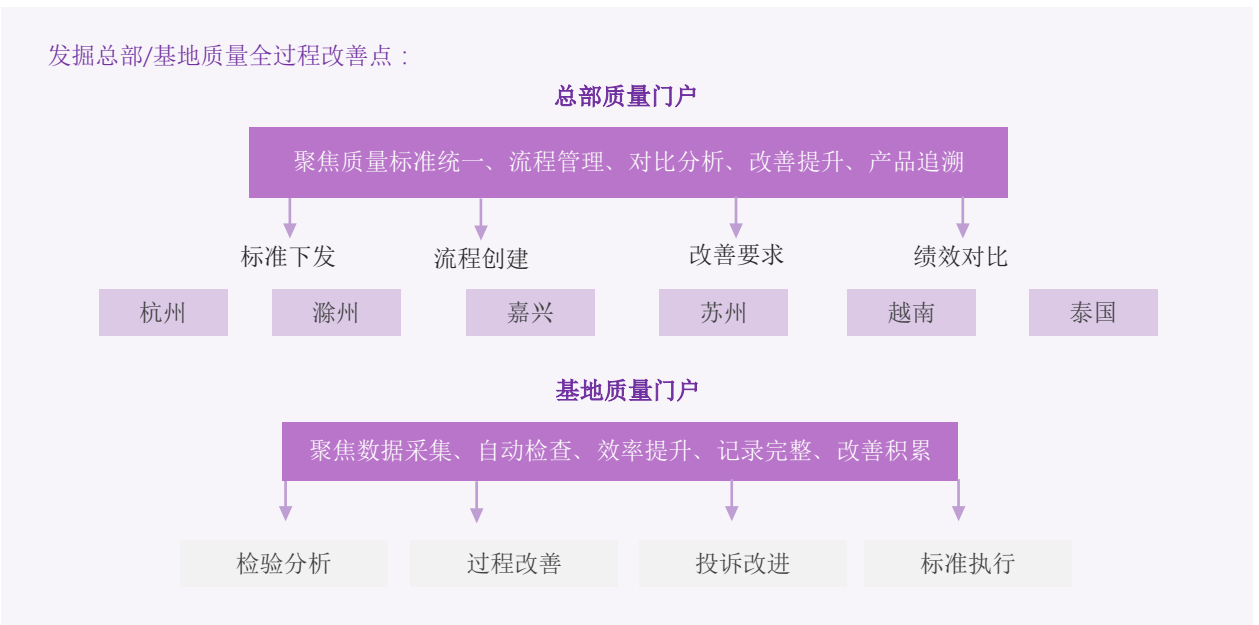 发掘总部/基地质量全过程改善点：
总部质量门户
聚焦质量标准统一、流程管理、对比分析、改善提升、产品追溯
标准下发 流程创建 改善要求 绩效对比
杭州 滁州 嘉兴 苏州 越南 泰国
基地质量门户
聚焦数据采集、自动检查、效率提升、记录完整、改善积累
检验分析 过程改善 投诉改进 标准执行